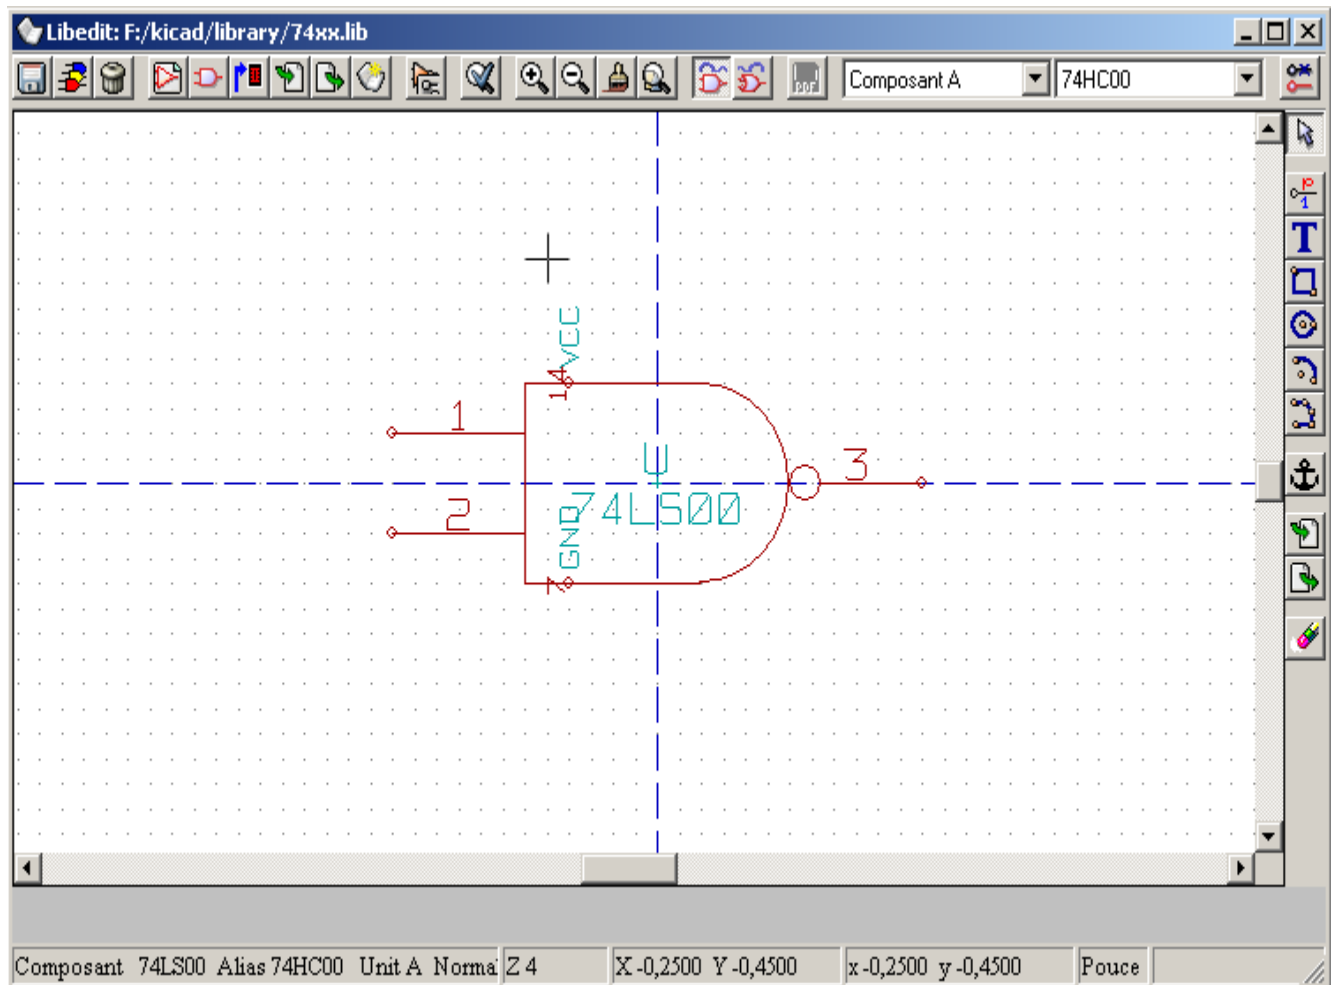 Libedit: F:/kicad/library/74xx.lib
Composant A 74HC00
VCC
14
1
U
3
74LS00
2
GND
7
Composant 74LS00 Alias 74HC00 Unit A Norma Z 4 X -0,2500 Y -0,4500 x -0,2500 y -0,4500 Pouce